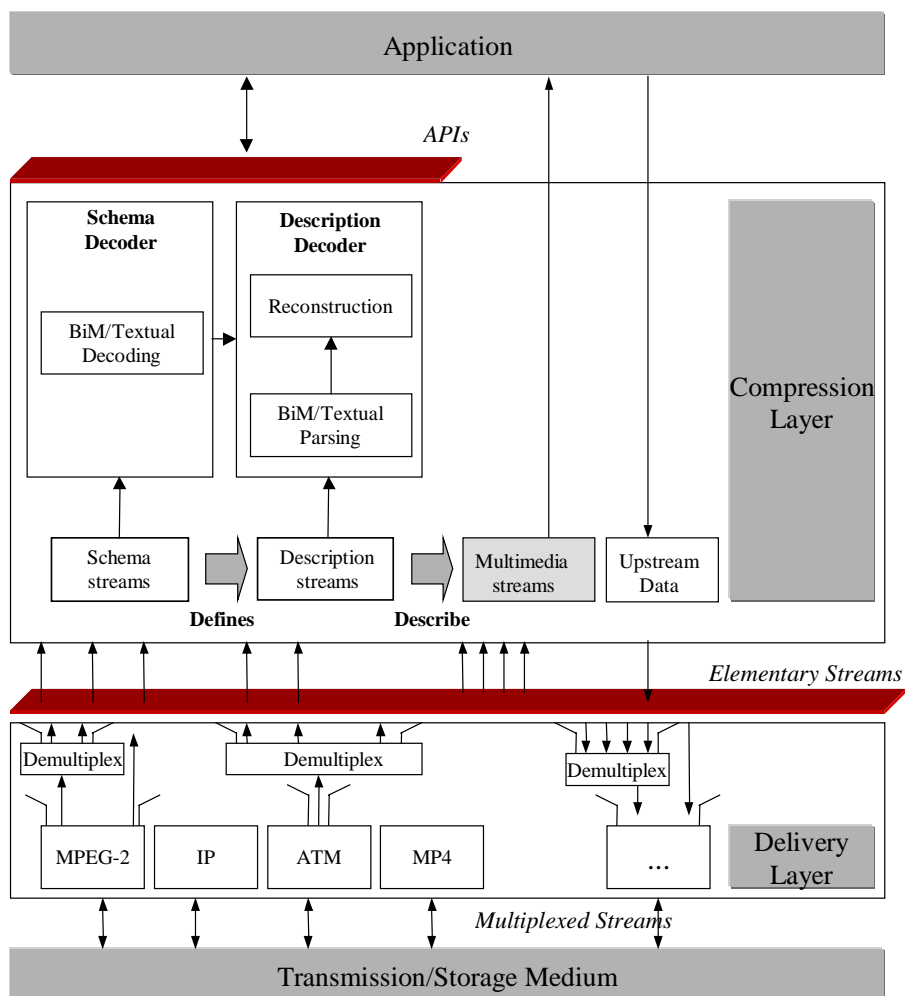 Application
APIs
Schema
Decoder
Description
Decoder
Reconstruction
BiM/Textual
Decoding
BiM/Textual
Parsing
Compression
Layer
Schema
streams
Description
streams
Multimedia
streams
Upstream
Data
Defines
Describe
Elementary Streams
Demultiplex
Demultiplex
Demultiplex
MPEG-2
IP
ATM
MP4
...
Delivery
Layer
Multiplexed Streams
Transmission/Storage Medium